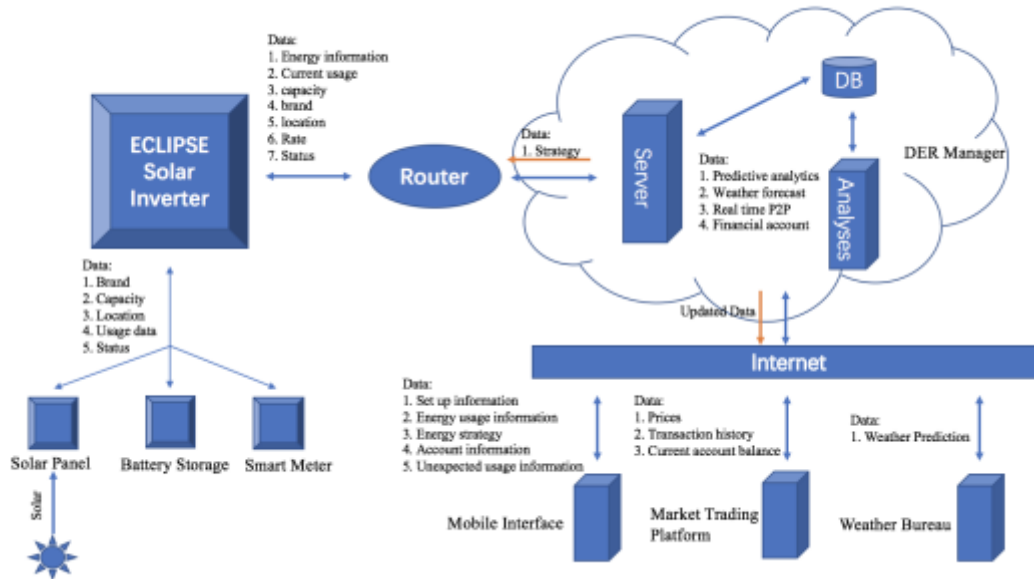 Data:
1. Energy information
2. Current usage
3. capacity
4. brand
5. location
6. Rate
7. Status
ECLIPSE
Solar
Inverter
Router
Data:
1. Strategy
Server
DB
Data:
1. Predictive analytics
2. Weather forecast
3. Real time P2P
4. Financial account
Analyses
DER Manager
Data:
1. Brand
2. Capacity
3. Location
4. Usage data
5. Status
Updated Data
Internet
Solar Panel
Battery Storage
Smart Meter
Solar
Data:
1. Set up information
2. Energy usage information
3. Energy strategy
4. Account information
5. Unexpected usage information
Data:
1. Prices
2. Transaction history
3. Current account balance
Data:
1. Weather Prediction
Mobile Interface
Market Trading
Platform
Weather Bureau